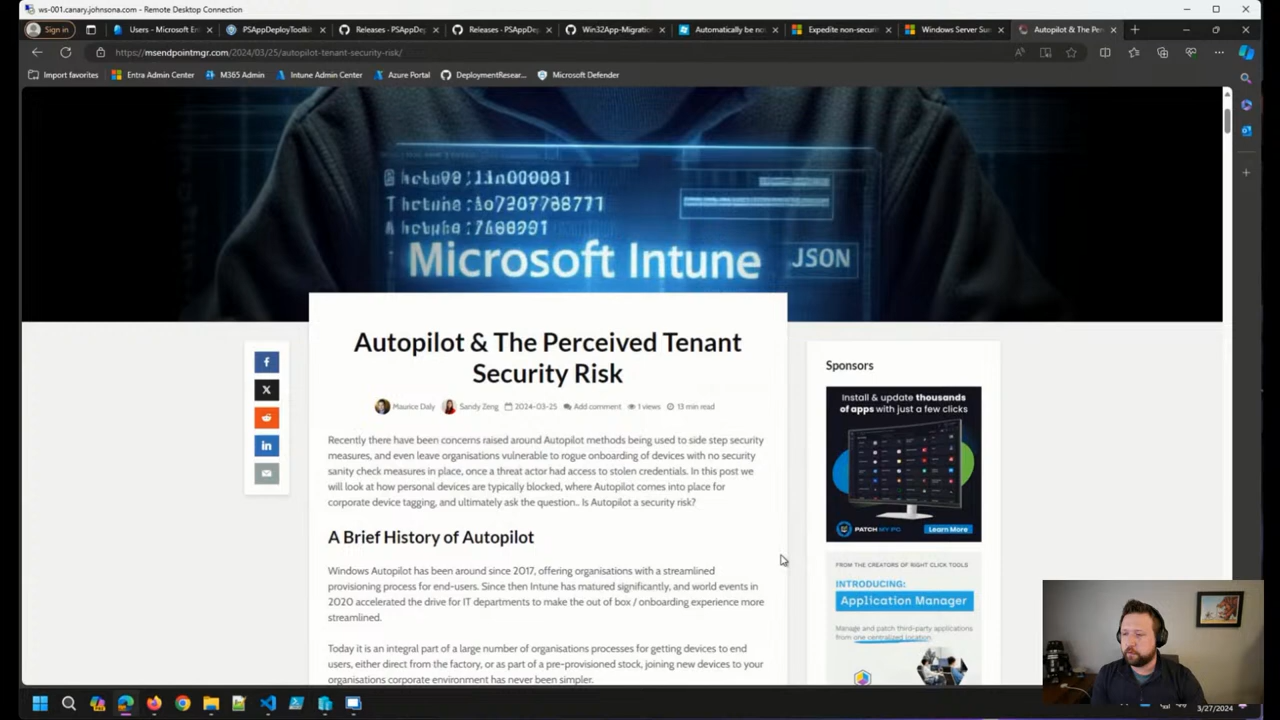 ws-001.canary.johnsona.com - Remote Desktop Connection
Sign in
Users - Microsoft En
PSAppDeployToolki
Releases - PSAppDe
Releases - PSAppDe
Win32App-Migration
Automatically be no
Expedite non-securi
Windows Server Sum
Autopilot & The Per
https://msendpointmgr.com/2024/03/25/autopilot-tenant-security-risk/
Import favorites
Entra Admin Center
M365 Admin
Intune Admin Center
Azure Portal
DeploymentResear...
Microsoft Defender
Microsoft Intune
JSON
Autopilot & The Perceived Tenant
Security Risk
Maurice Daly Sandy Zeng 2024-03-25 Add comment 1 views 13 min read
Recently there have been concerns raised around Autopilot methods being used to side step security
measures, and even leave organisations vulnerable to rogue onboarding of devices with no security
sanity check measures in place, once a threat actor had access to stolen credentials. In this post we
will look at how personal devices are typically blocked, where Autopilot comes into place for
corporate device tagging, and ultimately ask the question.. Is Autopilot a security risk?
A Brief History of Autopilot
Windows Autopilot has been around since 2017, offering organisations with a streamlined
provisioning process for end-users. Since then Intune has matured significantly, and world events in
2020 accelerated the drive for IT departments to make the out of box / onboarding experience more
streamlined.
Today it is an integral part of a large number of organisations processes for getting devices to end
users, either direct from the factory, or as part of a pre-provisioned stock, joining new devices to your
organisations corporate environment has never been simpler.
Sponsors
Install & update thousands
of apps with just a few clicks
PATCH MY PC
Learn More
FROM THE CREATORS OF RIGHT CLICK TOOLS
INTRODUCING:
Application Manager
Manage and patch third-party applications
from one centralized location.
3/27/2024